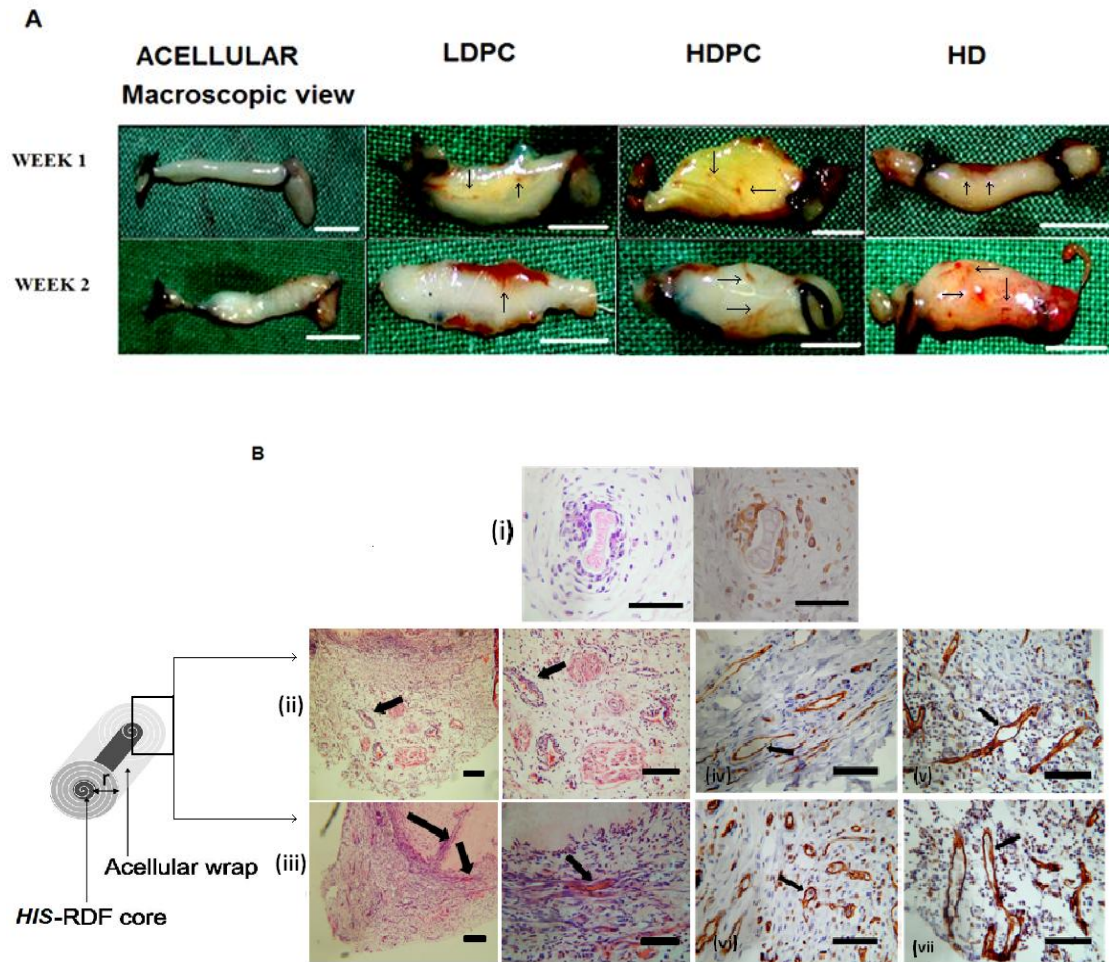 A
ACELLULAR
LDPC
HDPC
HD
Macroscopic view
WEEK 1
WEEK 2
B
(i)
(ii)
(iv)
(v)
r
Acellular wrap
HIS-RDF core
(iii)
(vi)
(vii